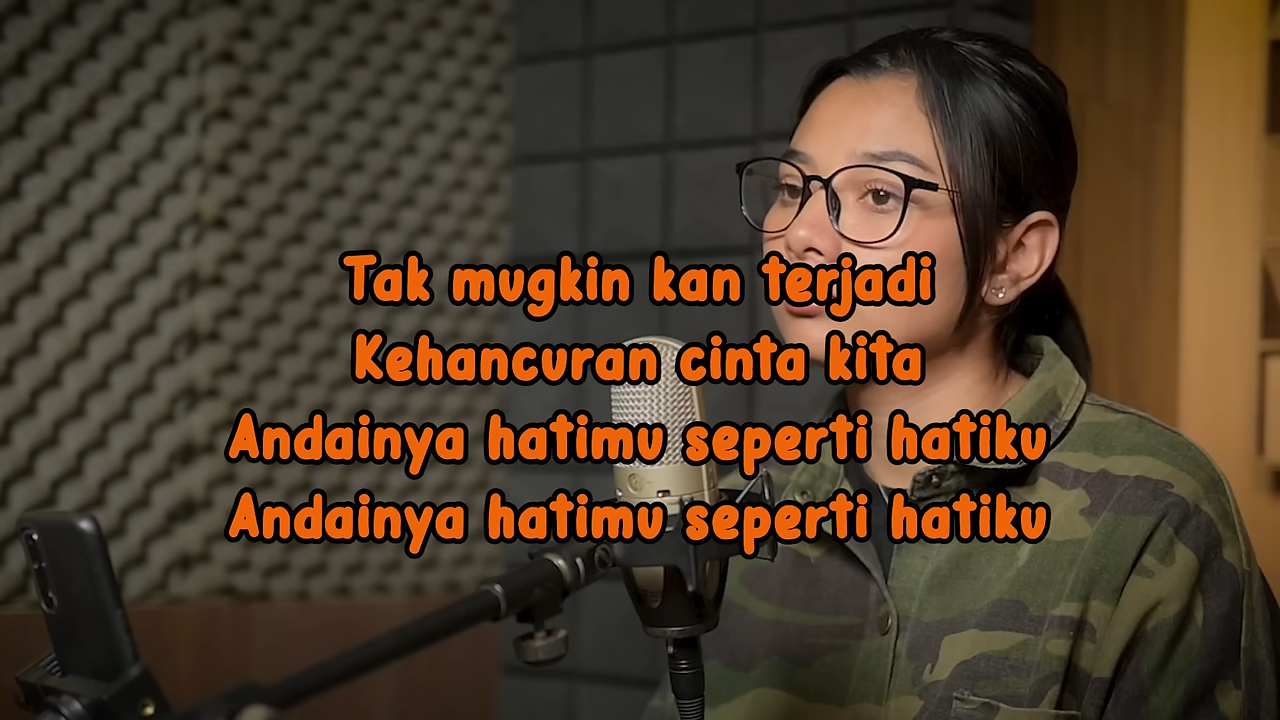 Tak mugkin kan terjadi
Kehancuran cinta kita
Andainya hatimu seperti hatiku
Andainya hatimu seperti hatiku